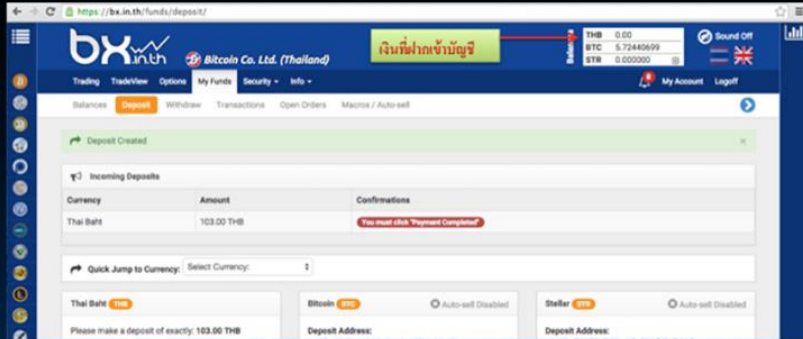 https://bx.in.th/funds/deposit/
bx.in.th
Bitcoin Co. Ltd. (Thailand)
เงินที่ฝากเข้าบัญชี
Balance
THB 0.00
BTC 5.72440699
STR 0.000000
Sound Off
Trading TradeView Options My Funds Security Info
My Account Logoff
Balances Deposit Withdraw Transactions Open Orders Macros / Auto-sell
Deposit Created
Incoming Deposits
Currency Amount Confirmations
Thai Baht 103.00 THB You must click "Payment Completed"
Quick Jump to Currency: Select Currency:
Thai Baht THB
Bitcoin BTC Auto-sell Disabled
Stellar STR Auto-sell Disabled
Please make a deposit of exactly: 103.00 THB
Deposit Address:
Deposit Address: